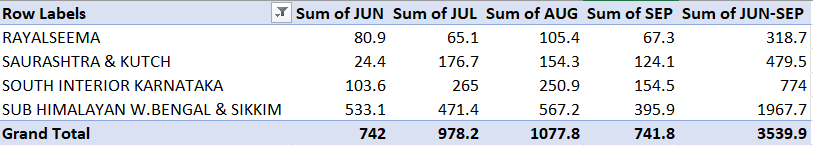 Row Labels Sum of JUN Sum of JUL Sum of AUG Sum of SEP Sum of JUN-SEP
RAYALSEEMA 80.9 65.1 105.4 67.3 318.7
SAURASHTRA & KUTCH 24.4 176.7 154.3 124.1 479.5
SOUTH INTERIOR KARNATAKA 103.6 265 250.9 154.5 774
SUB HIMALAYAN W.BENGAL & SIKKIM 533.1 471.4 567.2 395.9 1967.7
Grand Total 742 978.2 1077.8 741.8 3539.9